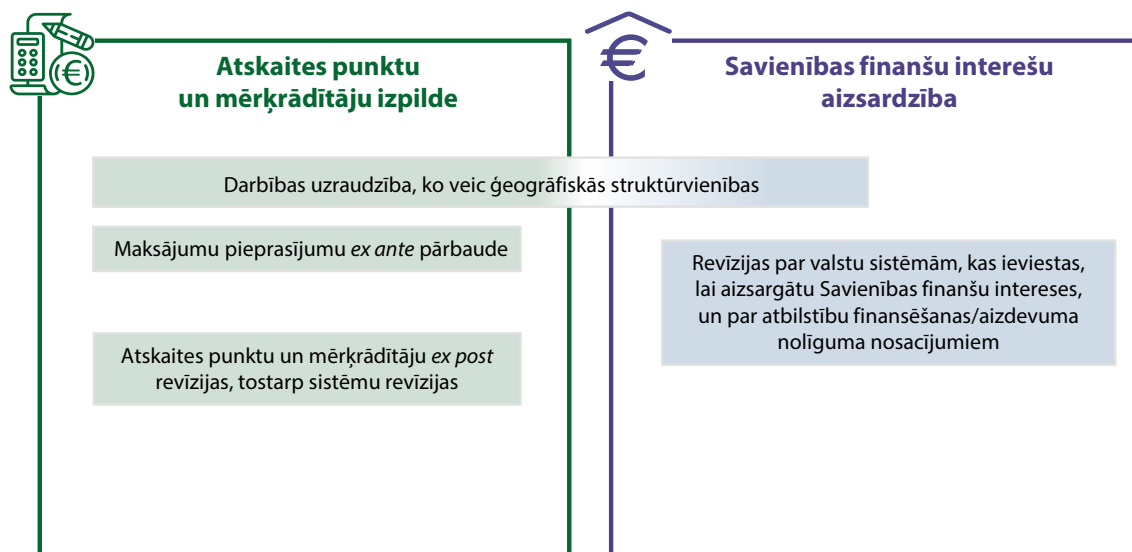 Atskaites punktu
un mērķrādītāju izpilde
Savienības finanšu interešu
aizsardzība
Darbības uzraudzība, ko veic ģeogrāfiskās struktūrvienības
Maksājumu pieprasījumu ex ante pārbaude
Revīzijas par valstu sistēmām, kas ieviestas,
lai aizsargātu Savienības finanšu intereses,
un par atbilstību finansēšanas/aizdevuma
nolīguma nosacījumiem
Atskaites punktu un mērķrādītāju ex post
revīzijas, tostarp sistēmu revīzijas